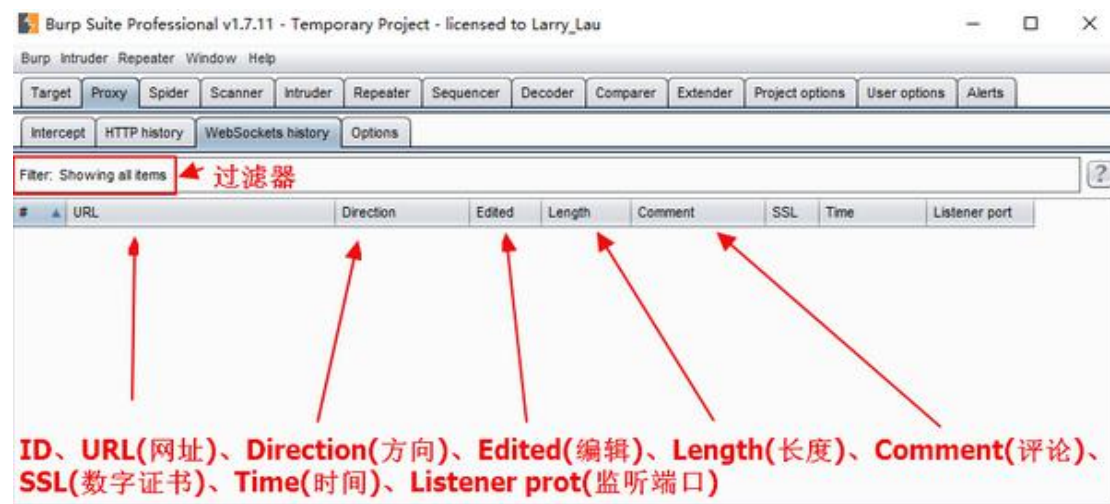 Burp Suite Professional v1.7.11 - Temporary Project - licensed to Larry_Lau
Burp Intruder Repeater Window Help
Target Proxy Spider Scanner Intruder Repeater Sequencer Decoder Comparer Extender Project options User options Alerts
Intercept HTTP history WebSockets history Options
Filter: Showing all items 过滤器 ?
# URL Direction Edited Length Comment SSL Time Listener port
ID、URL(网址)、Direction(方向)、Edited(编辑)、Length(长度)、Comment(评论)、
SSL(数字证书)、Time(时间)、Listener prot(监听端口)